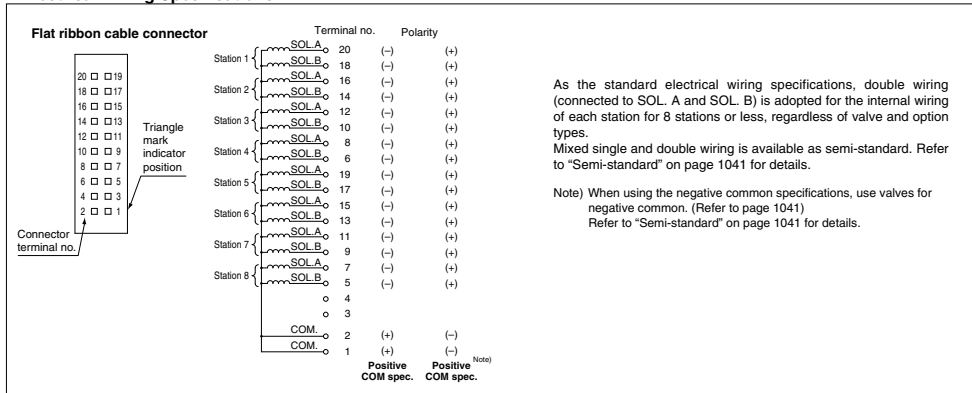 Flat ribbon cable connector
20 19
18 17
16 15
14 13
12 11
10 9
8 7
6 5
4 3
2 1
Triangle
mark
indicator
position
Connector
terminal no.
Terminal no. Polarity
Station 1 SOL.A 20 (–) (+)
SOL.B 18 (–) (+)
Station 2 SOL.A 16 (–) (+)
SOL.B 14 (–) (+)
Station 3 SOL.A 12 (–) (+)
SOL.B 10 (–) (+)
Station 4 SOL.A 8 (–) (+)
SOL.B 6 (–) (+)
Station 5 SOL.A 19 (–) (+)
SOL.B 17 (–) (+)
Station 6 SOL.A 15 (–) (+)
SOL.B 13 (–) (+)
Station 7 SOL.A 11 (–) (+)
SOL.B 9 (–) (+)
Station 8 SOL.A 7 (–) (+)
SOL.B 5 (–) (+)
4
3
COM. 2 (+) (–)
COM. 1 (+) (–)
Positive Positive Note)
COM spec. COM spec.
As the standard electrical wiring specifications, double wiring
(connected to SOL. A and SOL. B) is adopted for the internal wiring
of each station for 8 stations or less, regardless of valve and option
types.
Mixed single and double wiring is available as semi-standard. Refer
to “Semi-standard” on page 1041 for details.
Note) When using the negative common specifications, use valves for
negative common. (Refer to page 1041)
Refer to “Semi-standard” on page 1041 for details.